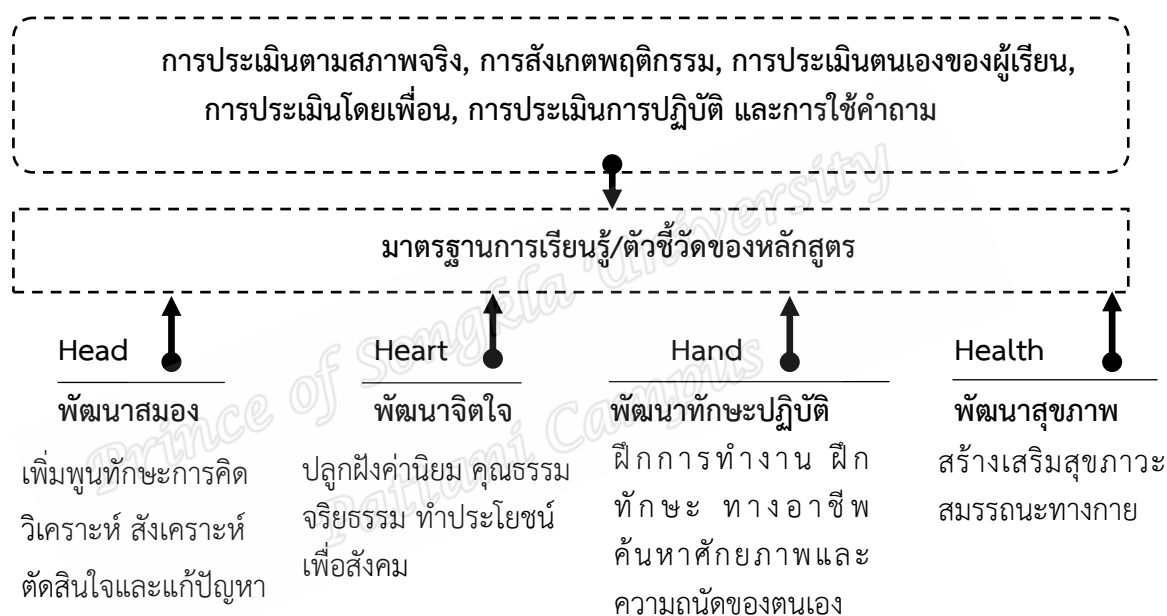 การประเมินตามสภาพจริง, การสังเกตพฤติกรรม, การประเมินตนเองของผู้เรียน,
การประเมินโดยเพื่อน, การประเมินการปฏิบัติ และการใช้คำถาม
มาตรฐานการเรียนรู้/ตัวชี้วัดของหลักสูตร
Head
พัฒนาสมอง
เพิ่มพูนทักษะการคิด
วิเคราะห์ สังเคราะห์
ตัดสินใจและแก้ปัญหา
Heart
พัฒนาจิตใจ
ปลูกฝังค่านิยม คุณธรรม
จริยธรรม ทำประโยชน์
เพื่อสังคม
Hand
พัฒนาทักษะปฏิบัติ
ฝึกการทำงาน ฝึก
ทักษะ ทางอาชีพ
ค้นหาศักยภาพและ
ความถนัดของตนเอง
Health
พัฒนาสุขภาพ
สร้างเสริมสุขภาวะ
สมรรถนะทางกาย
Prince of Songkla University
Pattani Campus